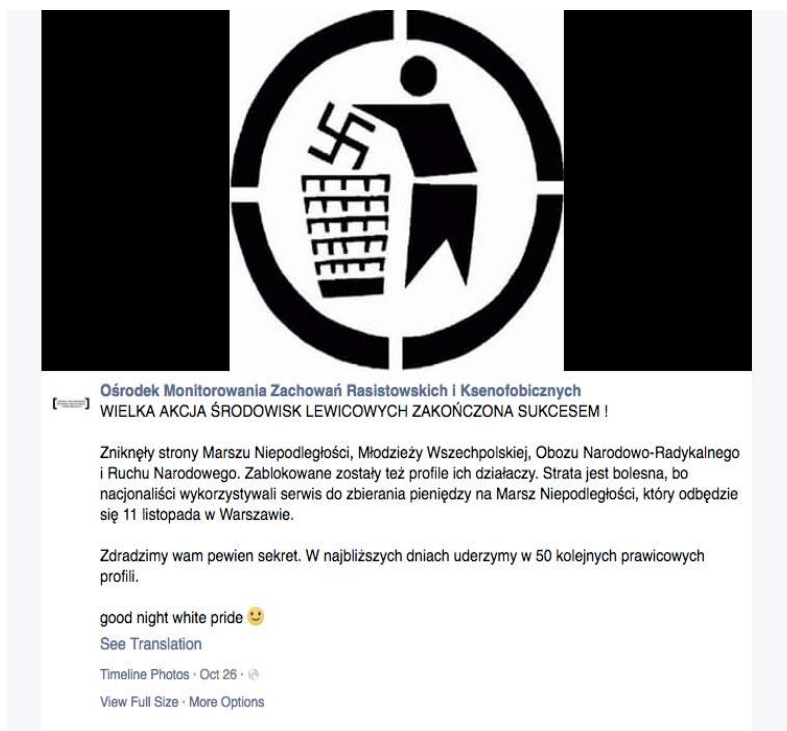 Ośrodek Monitorowania Zachowań Rasistowskich i Ksenofobicznych
WIELKA AKCJA ŚRODOWISK LEWICOWYCH ZAKOŃCZONA SUKCESEM !
Zniknęły strony Marszu Niepodległości, Młodzieży Wszechpolskiej, Obozu Narodowo-Radykalnego
i Ruchu Narodowego. Zablokowane zostały też profile ich działaczy. Strata jest bolesna, bo
nacjonaliści wykorzystywali serwis do zbierania pieniędzy na Marsz Niepodległości, który odbędzie
się 11 listopada w Warszawie.
Zdradzimy wam pewien sekret. W najbliższych dniach uderzymy w 50 kolejnych prawicowych
profili.
good night white pride 🙂
See Translation
Timeline Photos · Oct 26 ·
View Full Size · More Options